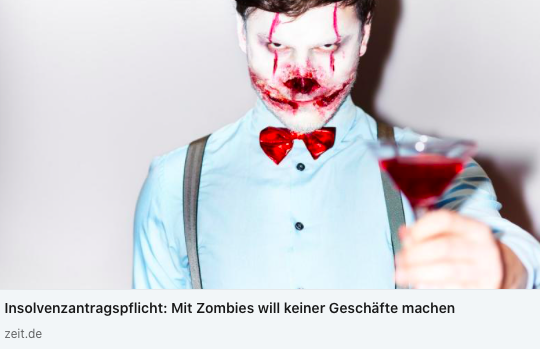 Insolvenzantragspflicht: Mit Zombies will keiner Geschäfte machen
zeit.de